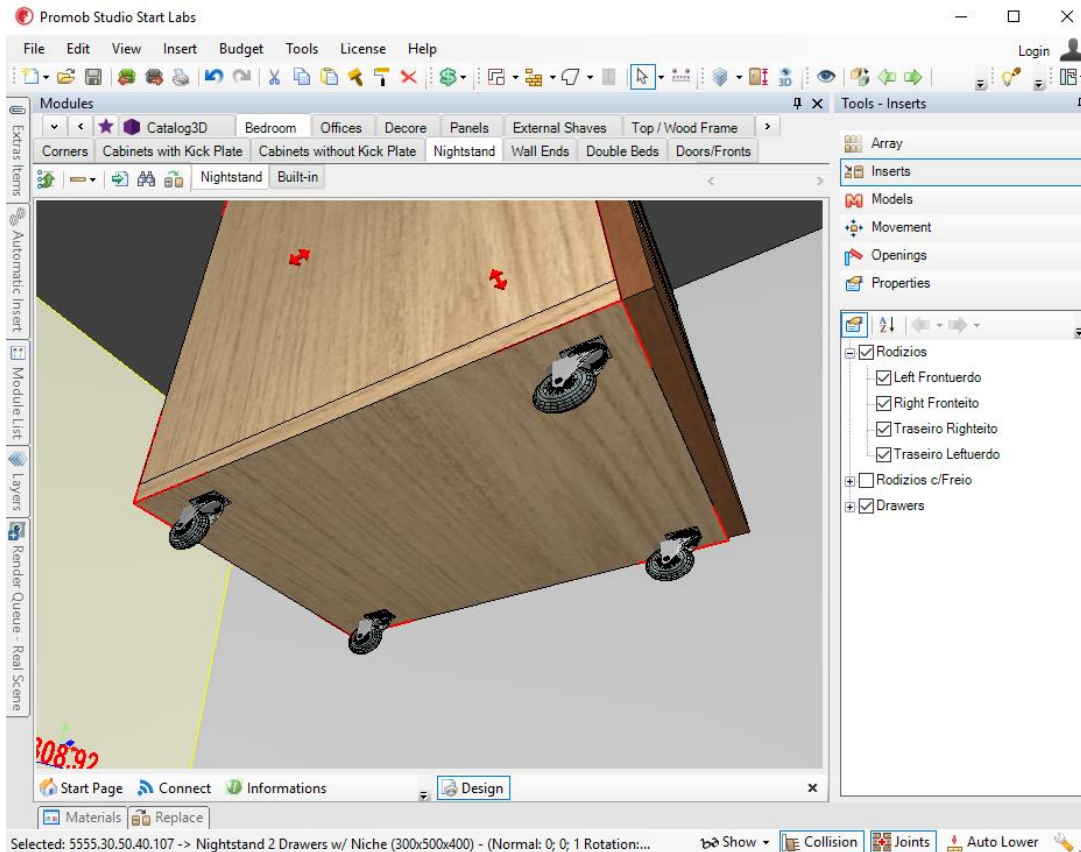 Promob Studio Start Labs
File Edit View Insert Budget Tools License Help
Login
3D
Modules
Tools - Inserts
Catalog3D Bedroom Offices Decore Panels External Shaves Top / Wood Frame
Corners Cabinets with Kick Plate Cabinets without Kick Plate Nightstand Wall Ends Double Beds Doors/Fronts
Nightstand Built-in
Extras Items
Automatic Insert
Module List
Layers
Render Queue - Real Scene
Array
Inserts
Models
Movement
Openings
Properties
Rodizios
Left Frontuerdo
Right Fronteito
Traseiro Righteito
Traseiro Leftuerdo
Rodizios c/Freio
Drawers
308.92
Start Page Connect Informations Design
Materials Replace
Selected: 5555.30.50.40.107 -> Nightstand 2 Drawers w/ Niche (300x500x400) - (Normal: 0; 0; 1 Rotation:... Show Collision Joints Auto Lower